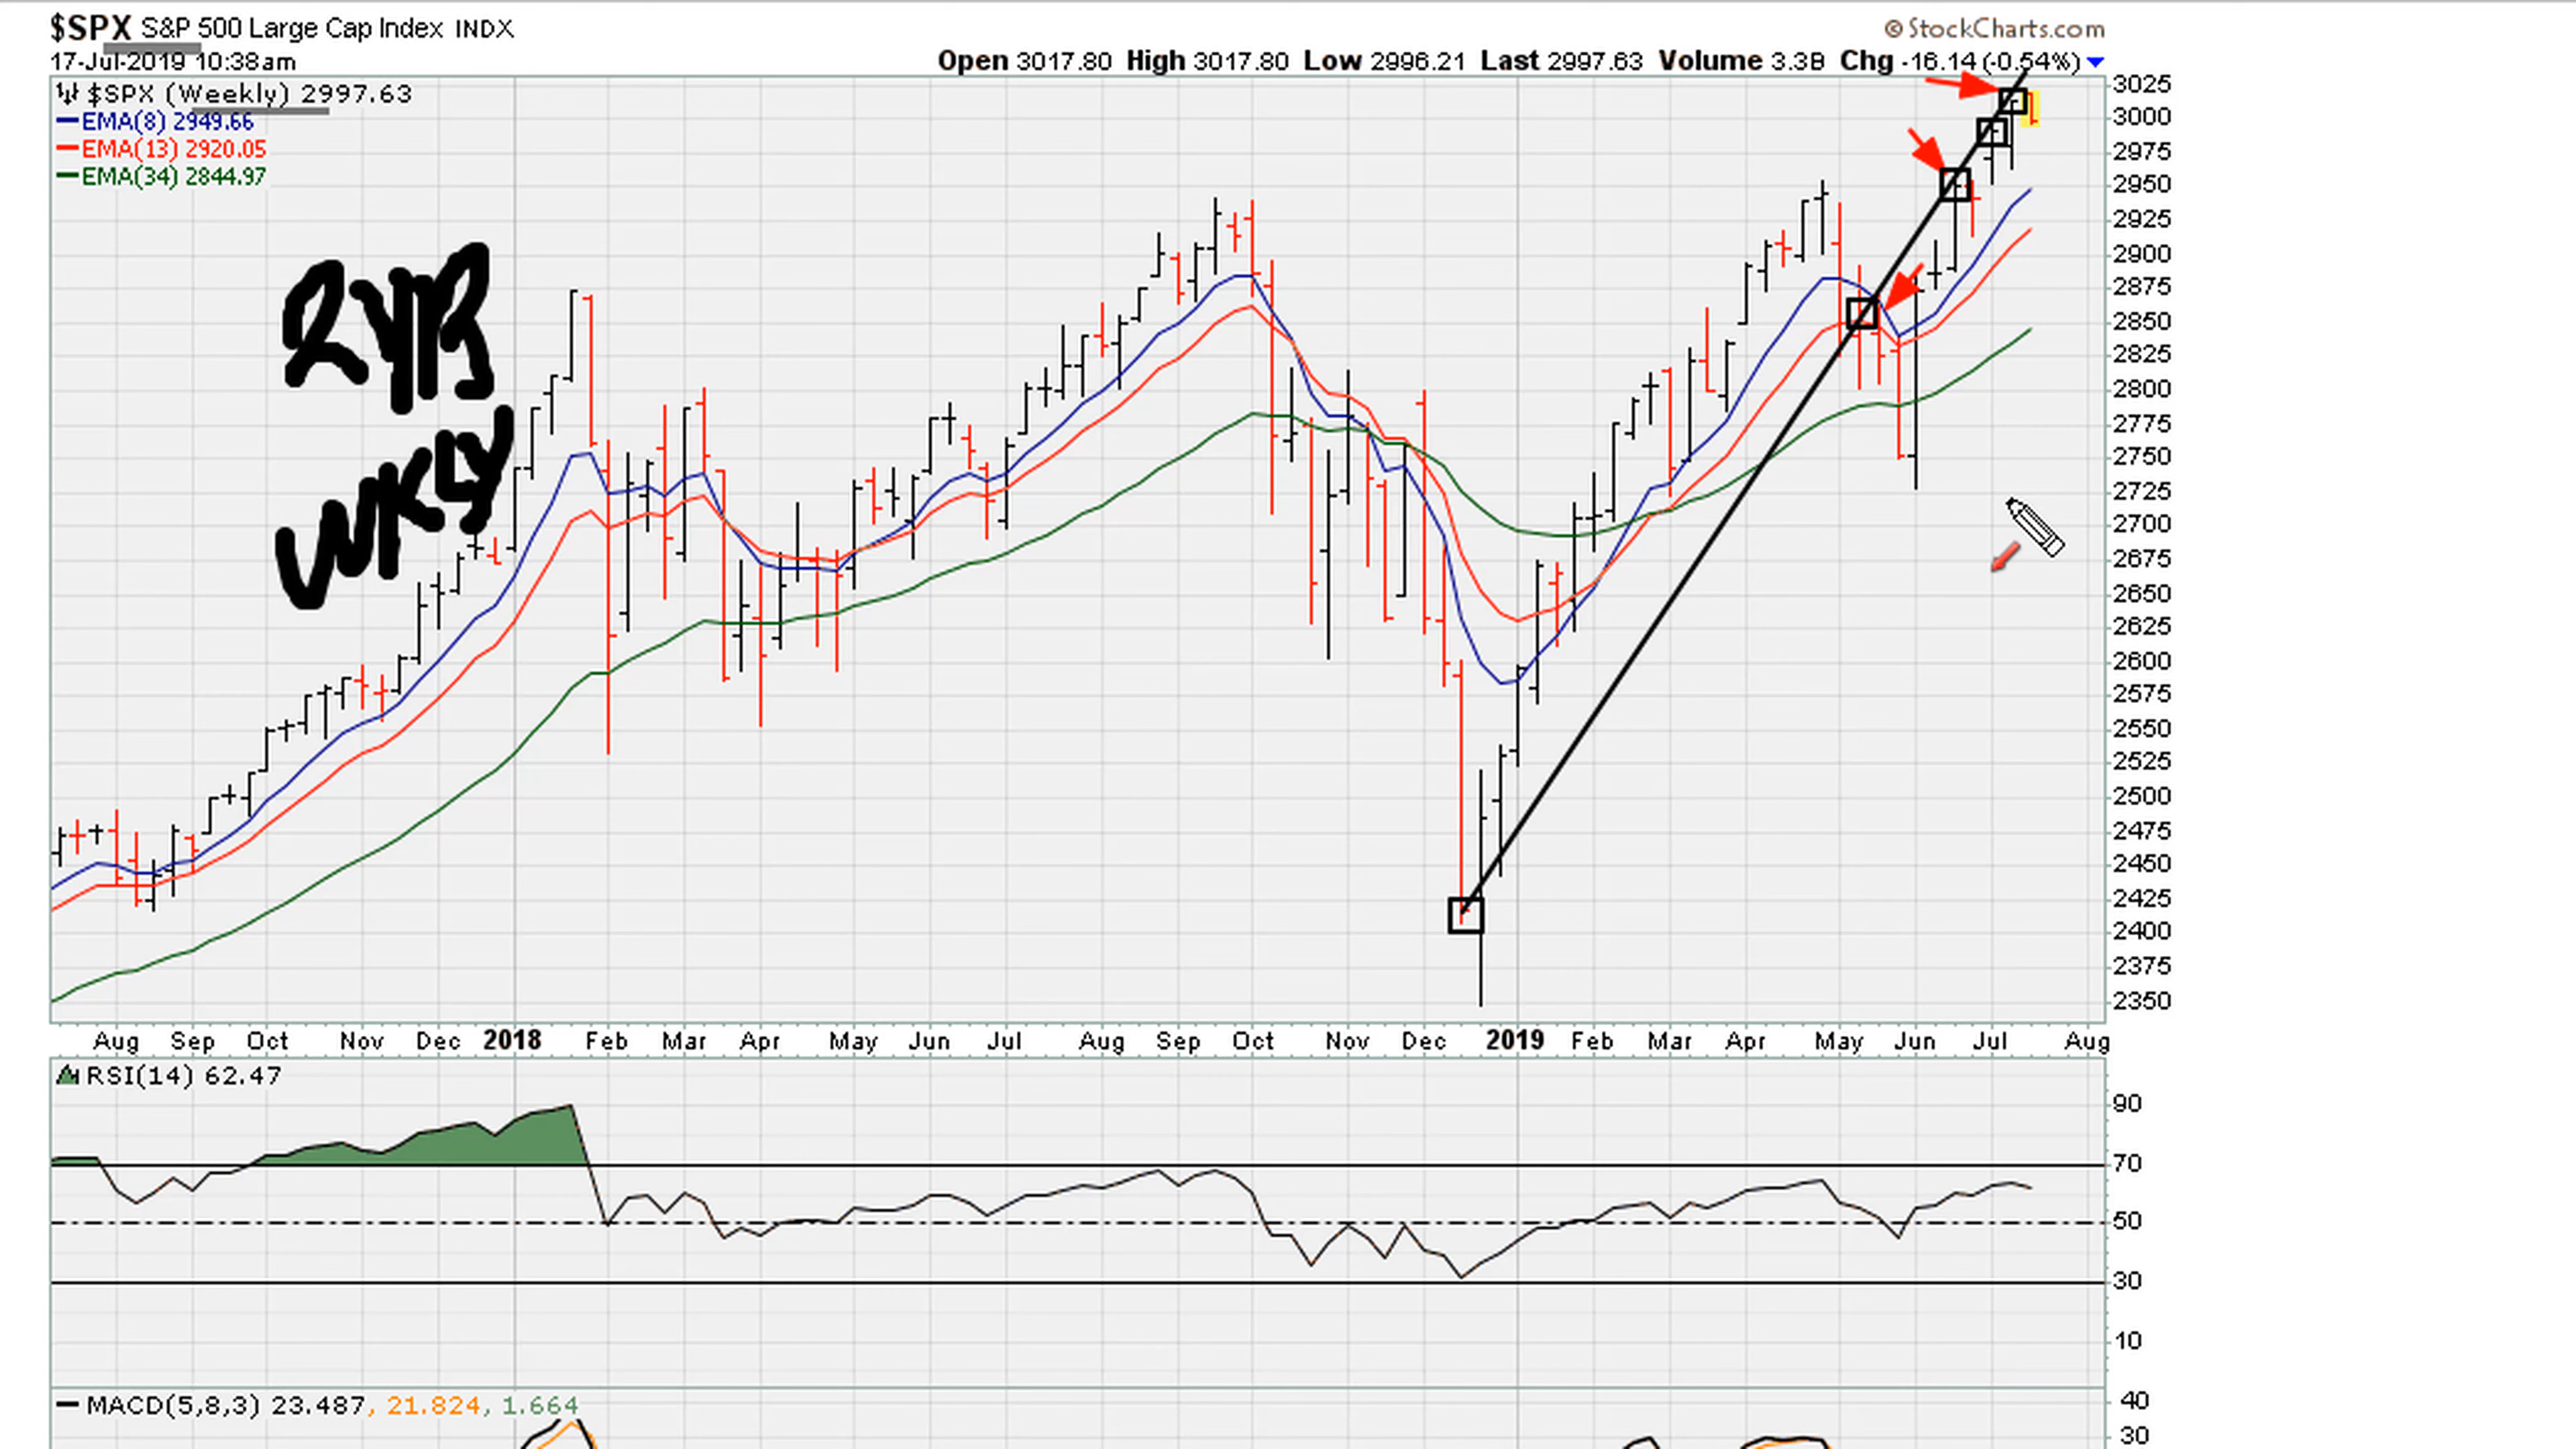 $SPX S&P 500 Large Cap Index INDX
© StockCharts.com
17-Jul-2019 10:38am
Open 3017.80 High 3017.80 Low 2996.21 Last 2997.63 Volume 3.3B Chg -16.14 (-0.54%)
$SPX (Weekly) 2997.63
EMA(8) 2949.66
EMA(13) 2920.05
EMA(34) 2844.97
2YR
WKLY
3025
3000
2975
2950
2925
2900
2875
2850
2825
2800
2775
2750
2725
2700
2675
2650
2625
2600
2575
2550
2525
2500
2475
2450
2425
2400
2375
2350
Aug Sep Oct Nov Dec 2018 Feb Mar Apr May Jun Jul Aug Sep Oct Nov Dec 2019 Feb Mar Apr May Jun Jul Aug
RSI(14) 62.47
90
70
50
30
10
MACD(5,8,3) 23.487, 21.824, 1.664
40
30